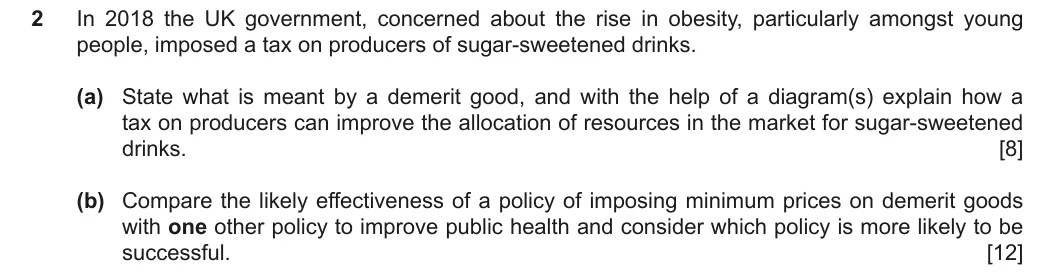 2 In 2018 the UK government, concerned about the rise in obesity, particularly amongst young
people, imposed a tax on producers of sugar-sweetened drinks.
(a) State what is meant by a demerit good, and with the help of a diagram(s) explain how a
tax on producers can improve the allocation of resources in the market for sugar-sweetened
drinks. [8]
(b) Compare the likely effectiveness of a policy of imposing minimum prices on demerit goods
with one other policy to improve public health and consider which policy is more likely to be
successful. [12]